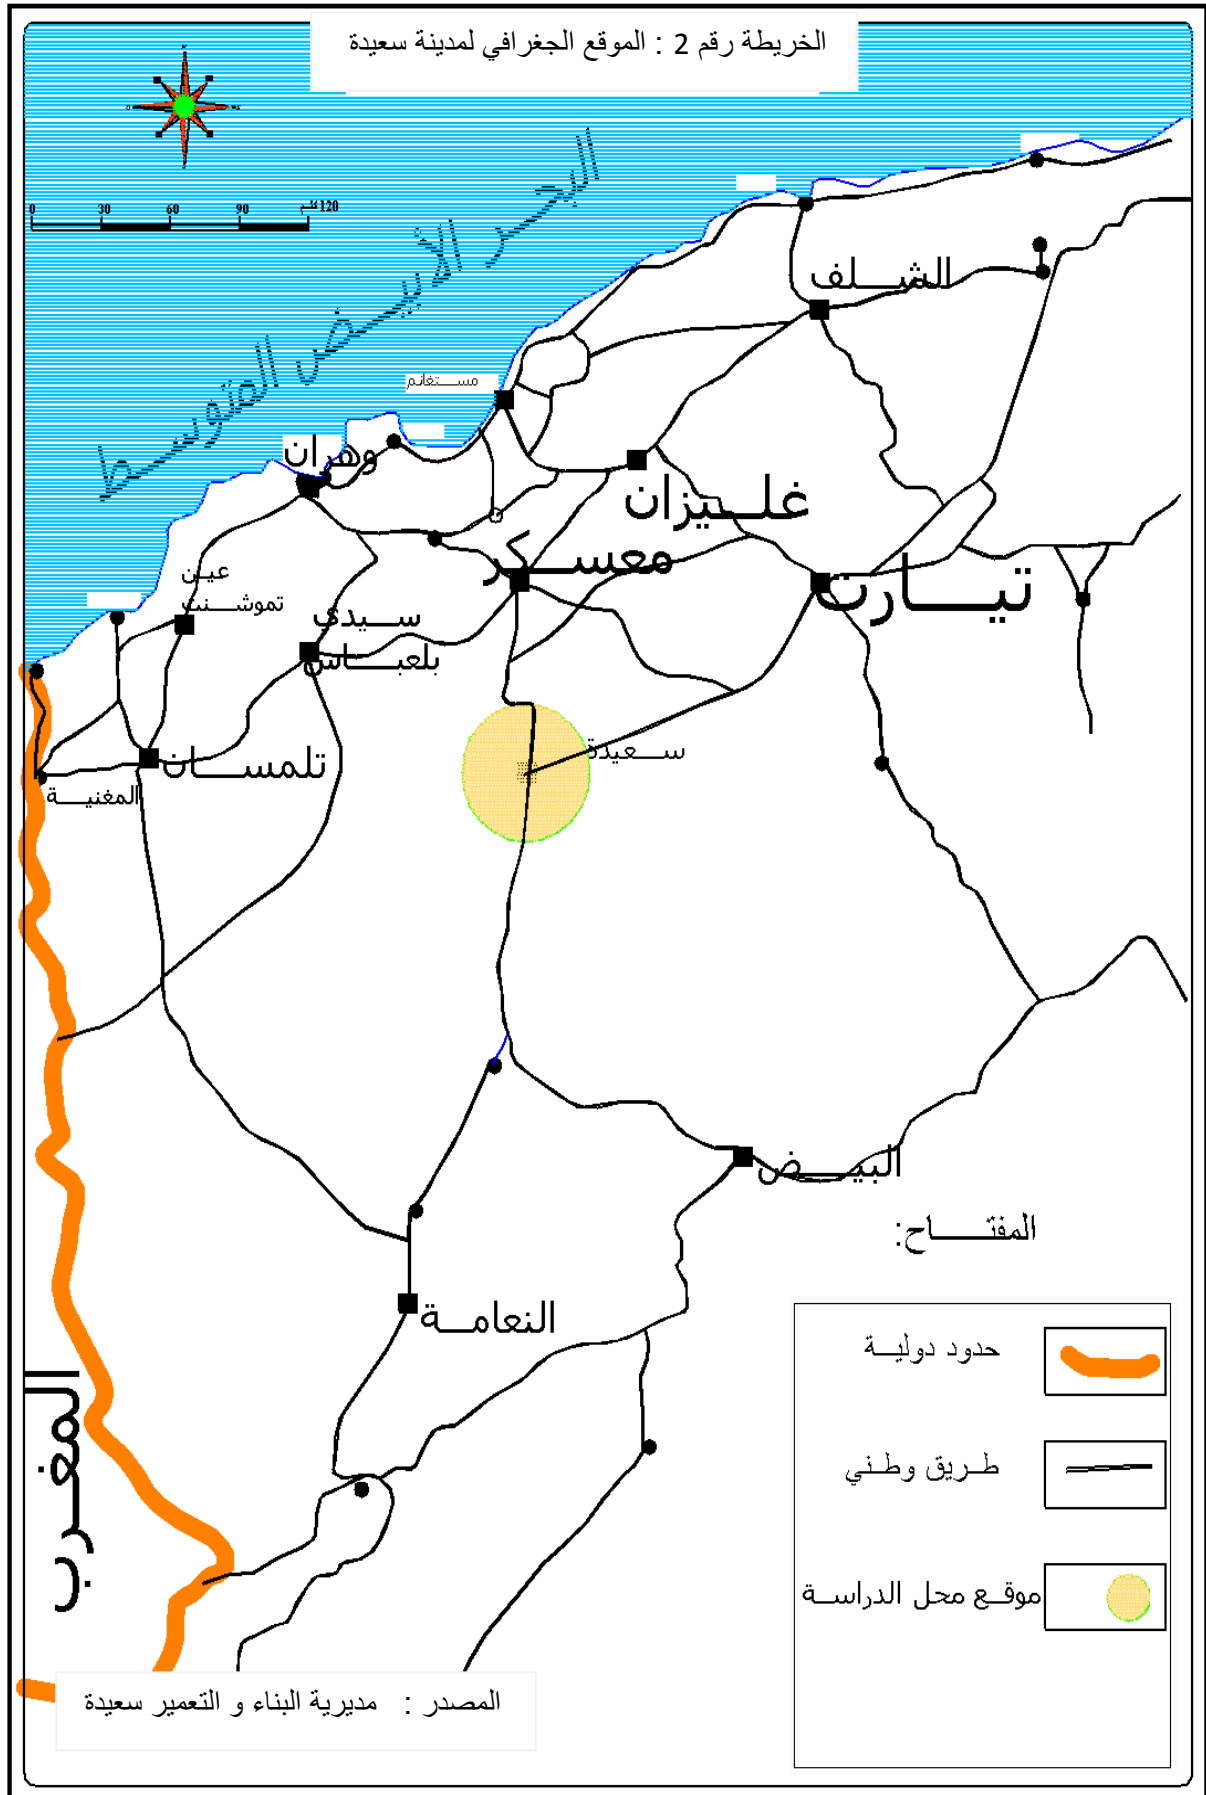 الخريطة رقم 2 : الموقع الجغرافي لمدينة سعيدة
0 30 60 90 120 كلم
البحر الأبيض المتوسط
الشلف
مستغانم
وهران
غليزان
معسكر
تيارت
عين
تموشنت
سيدي
بلعباس
سعيدة
تلمسان
المغنية
البيض
النعامة
المغرب
المفتاح:
حدود دولية
طريق وطني
موقع محل الدراسة
المصدر : مديرية البناء و التعمير سعيدة